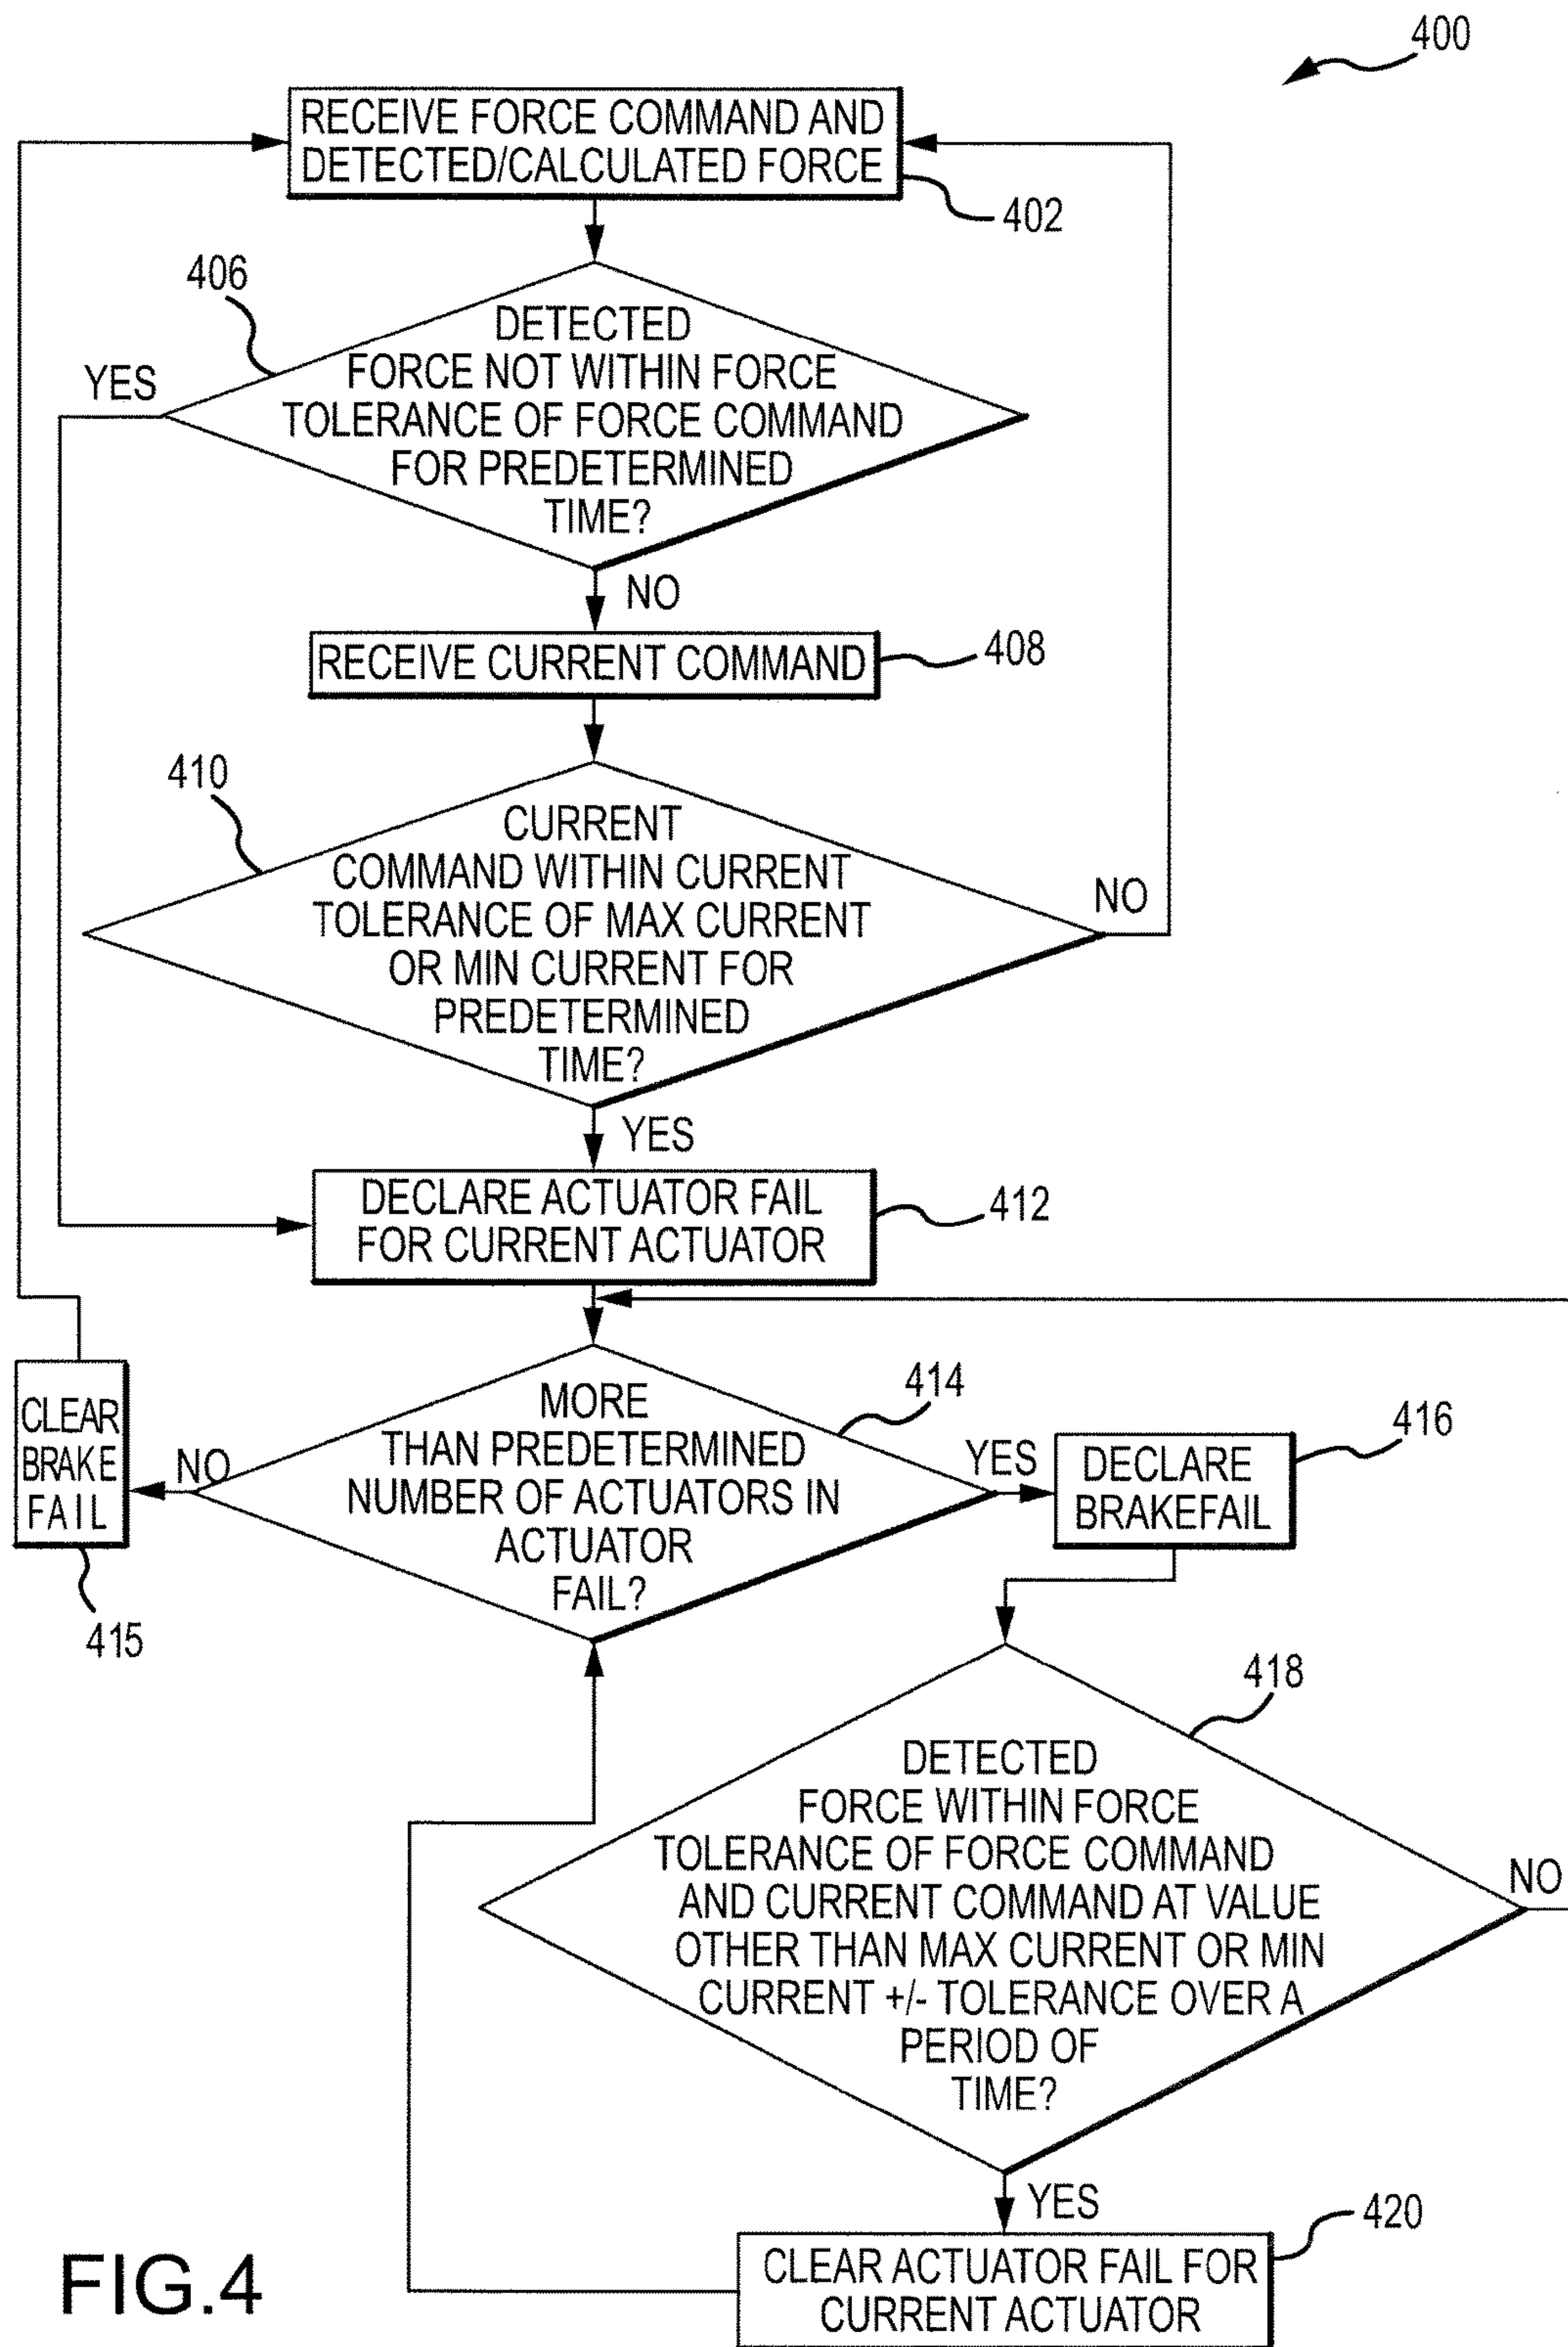 400
RECEIVE FORCE COMMAND AND
DETECTED/CALCULATED FORCE
402
406
DETECTED
FORCE NOT WITHIN FORCE
TOLERANCE OF FORCE COMMAND
FOR PREDETERMINED
TIME?
YES
NO
RECEIVE CURRENT COMMAND
408
410
CURRENT
COMMAND WITHIN CURRENT
TOLERANCE OF MAX CURRENT
OR MIN CURRENT FOR
PREDETERMINED
TIME?
NO
YES
DECLARE ACTUATOR FAIL
FOR CURRENT ACTUATOR
412
MORE
THAN PREDETERMINED
NUMBER OF ACTUATORS IN
ACTUATOR
FAIL?
414
NO
CLEAR
BRAKE
FAIL
415
YES
DECLARE
BRAKEFAIL
416
418
DETECTED
FORCE WITHIN FORCE
TOLERANCE OF FORCE COMMAND
AND CURRENT COMMAND AT VALUE
OTHER THAN MAX CURRENT OR MIN
CURRENT +/- TOLERANCE OVER A
PERIOD OF
TIME?
NO
YES
CLEAR ACTUATOR FAIL FOR
CURRENT ACTUATOR
420
FIG.4